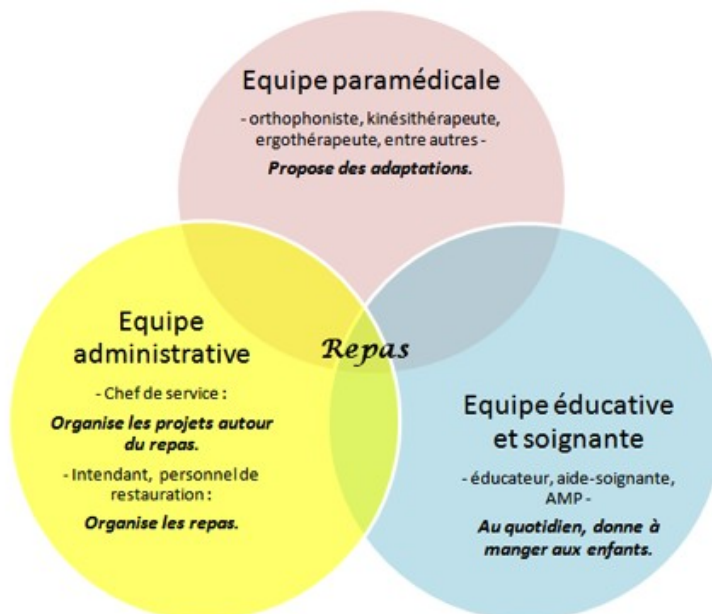 Equipe paramédicale
- orthophoniste, kinésithérapeute,
ergothérapeute, entre autres -
Propose des adaptations.
Equipe
administrative
- Chef de service :
Organise les projets autour
du repas.
- Intendant, personnel de
restauration :
Organise les repas.
Repas
Equipe éducative
et soignante
- éducateur, aide-soignante,
AMP -
Au quotidien, donne à
manger aux enfants.